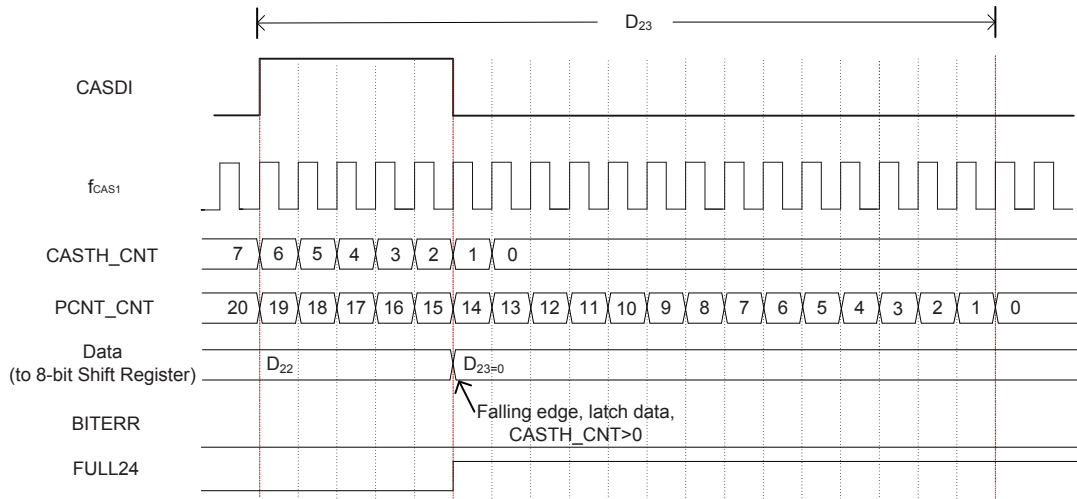 D23
CASDI
fCAS1
CASTH_CNT 7 6 5 4 3 2 1 0
PCNT_CNT 20 19 18 17 16 15 14 13 12 11 10 9 8 7 6 5 4 3 2 1 0
Data
(to 8-bit Shift Register)
D22
D23=0
Falling edge, latch data,
CASTH_CNT>0
BITERR
FULL24